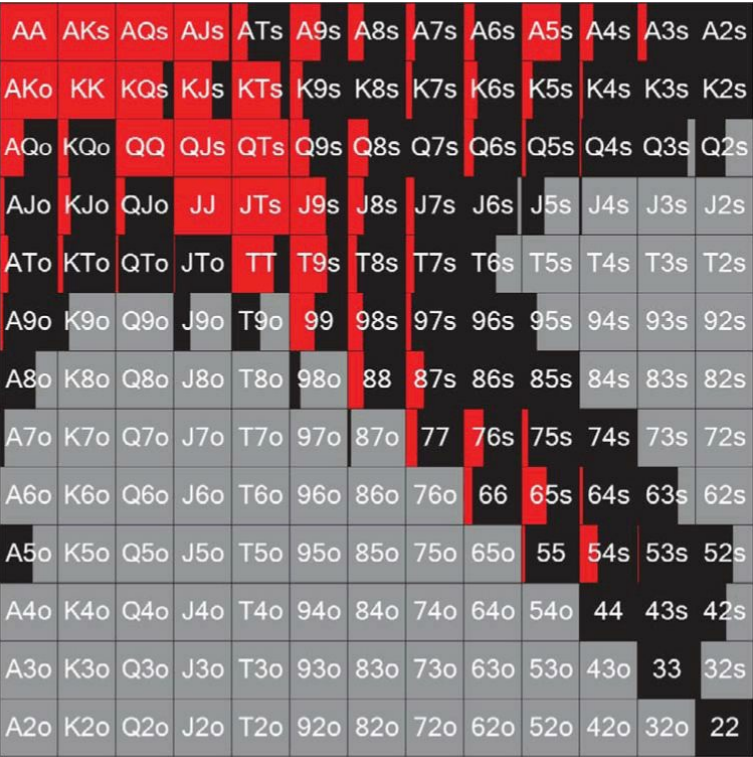 AA AKs AQs AJs ATs A9s A8s A7s A6s A5s A4s A3s A2s
AKo KK KQs KJs KTs K9s K8s K7s K6s K5s K4s K3s K2s
AQo KQo QQ QJs QTs Q9s Q8s Q7s Q6s Q5s Q4s Q3s Q2s
AJo KJo QJo JJ JTs J9s J8s J7s J6s J5s J4s J3s J2s
ATo KTo QTo JTo TT T9s T8s T7s T6s T5s T4s T3s T2s
A9o K9o Q9o J9o T9o 99 98s 97s 96s 95s 94s 93s 92s
A8o K8o Q8o J8o T8o 98o 88 87s 86s 85s 84s 83s 82s
A7o K7o Q7o J7o T7o 97o 87o 77 76s 75s 74s 73s 72s
A6o K6o Q6o J6o T6o 96o 86o 76o 66 65s 64s 63s 62s
A5o K5o Q5o J5o T5o 95o 85o 75o 65o 55 54s 53s 52s
A4o K4o Q4o J4o T4o 94o 84o 74o 64o 54o 44 43s 42s
A3o K3o Q3o J3o T3o 93o 83o 73o 63o 53o 43o 33 32s
A2o K2o Q2o J2o T2o 92o 82o 72o 62o 52o 42o 32o 22